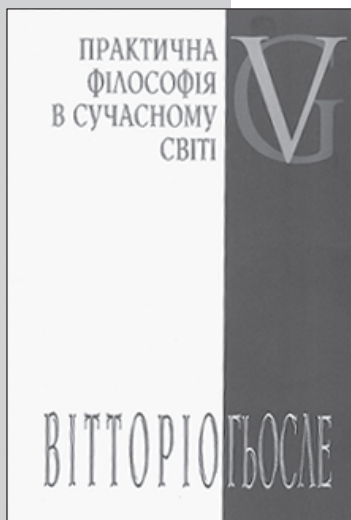 ПРАКТИЧНА
ФІЛОСОФІЯ
В СУЧАСНОМУ
СВІТІ
VG
ВІТТОРІО ГЬОСЛЕ